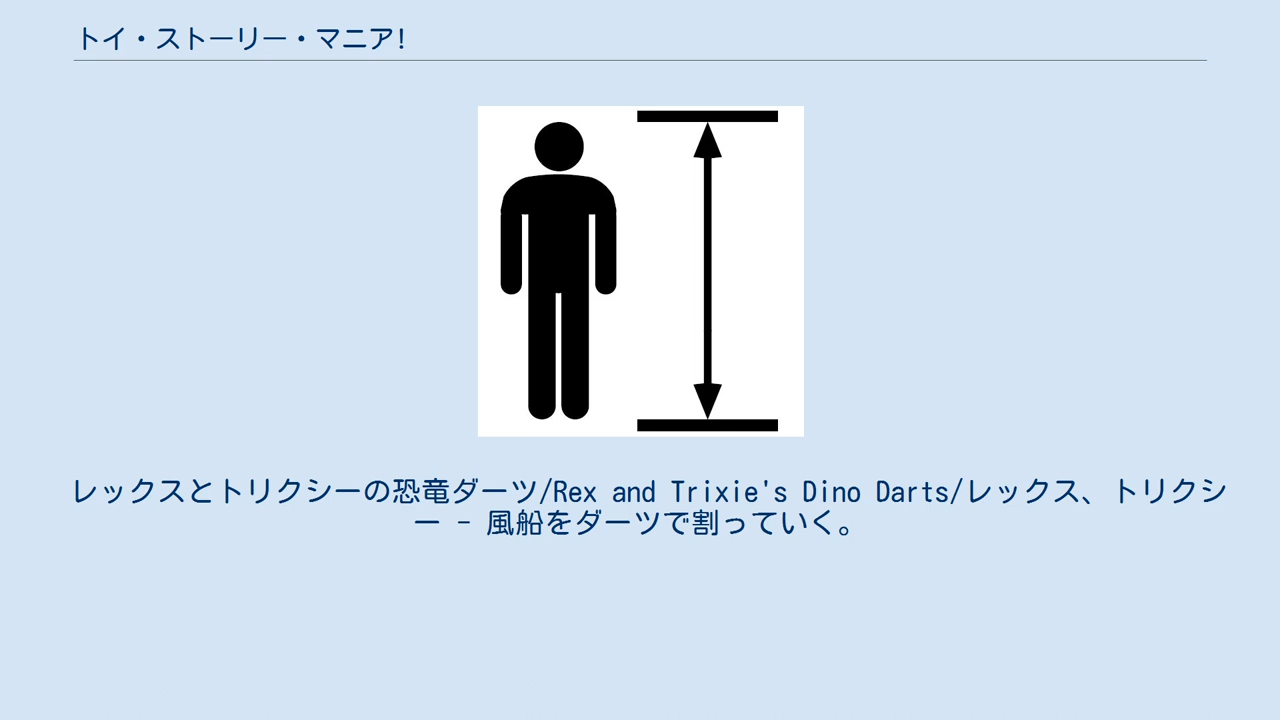 トイ・ストーリー・マニア!
レックスとトリクシーの恐竜ダーツ/Rex and Trixie's Dino Darts/レックス、トリクシ
ー - 風船をダーツで割っていく。